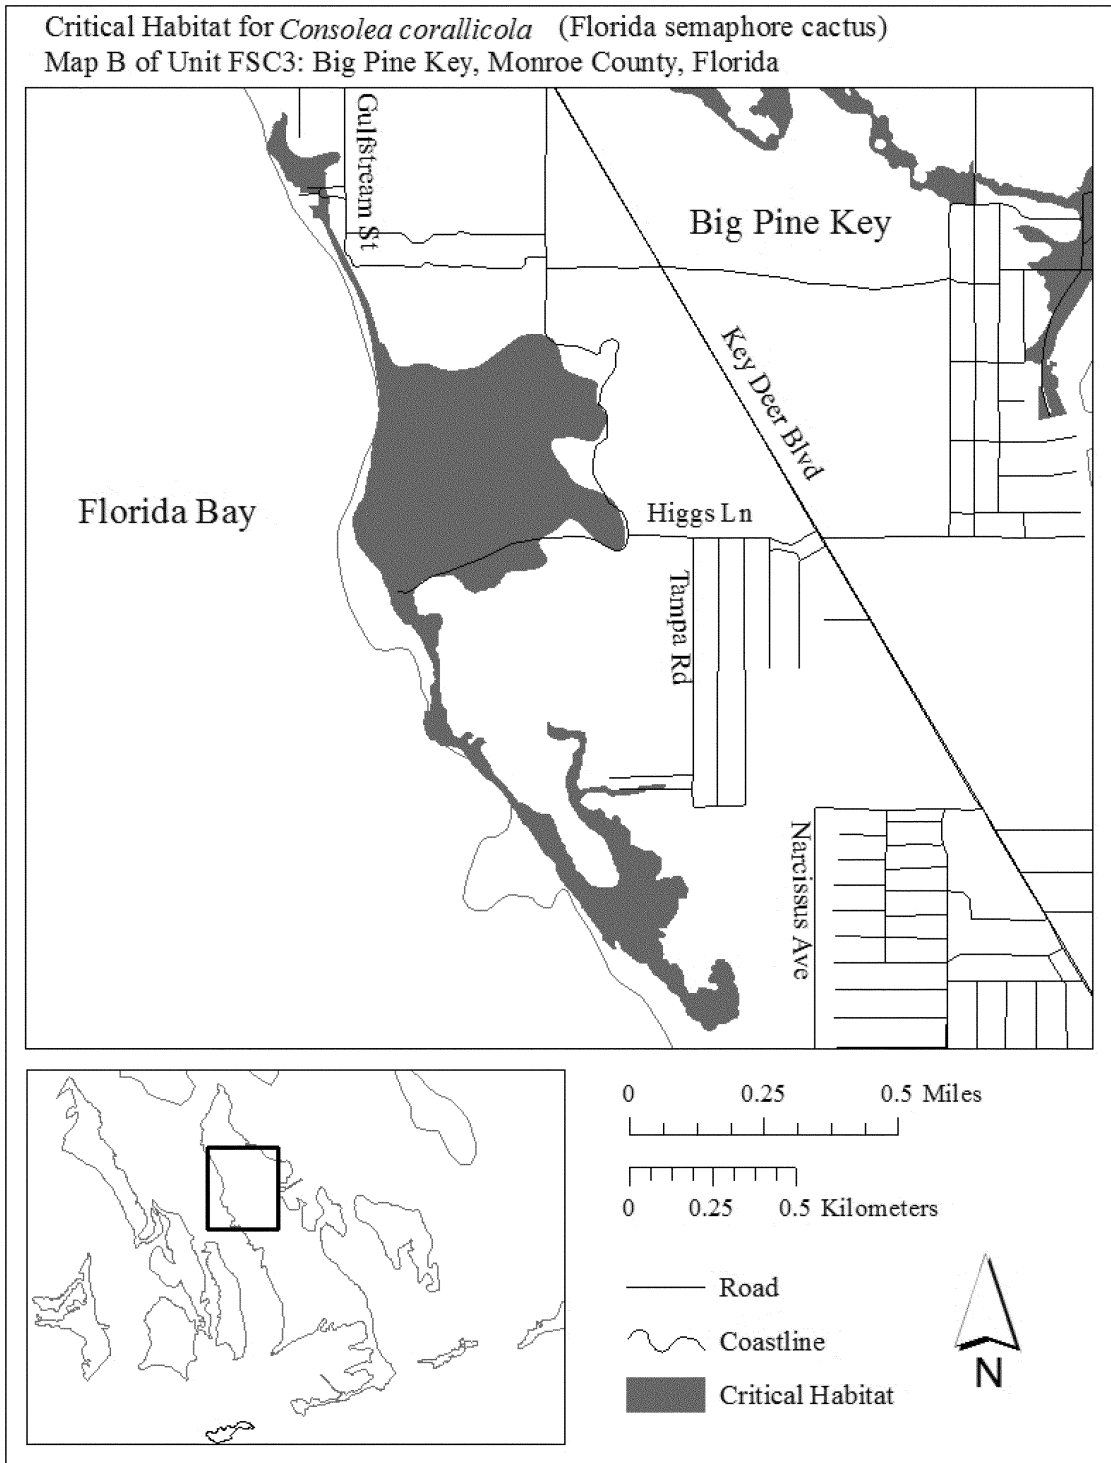 Critical Habitat for Consolea corallicola (Florida semaphore cactus)
Map B of Unit FSC3: Big Pine Key, Monroe County, Florida
Gulfstream St
Big Pine Key
Key Deer Blvd
Florida Bay
Higgs Ln
Tampa Rd
Narcissus Ave
0 0.25 0.5 Miles
0 0.25 0.5 Kilometers
Road
Coastline
Critical Habitat
N